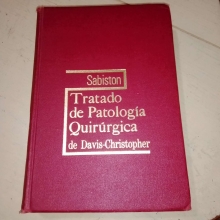 Sabiston
Tratado
de Patología
Quirúrgica
de Davis-Christopher